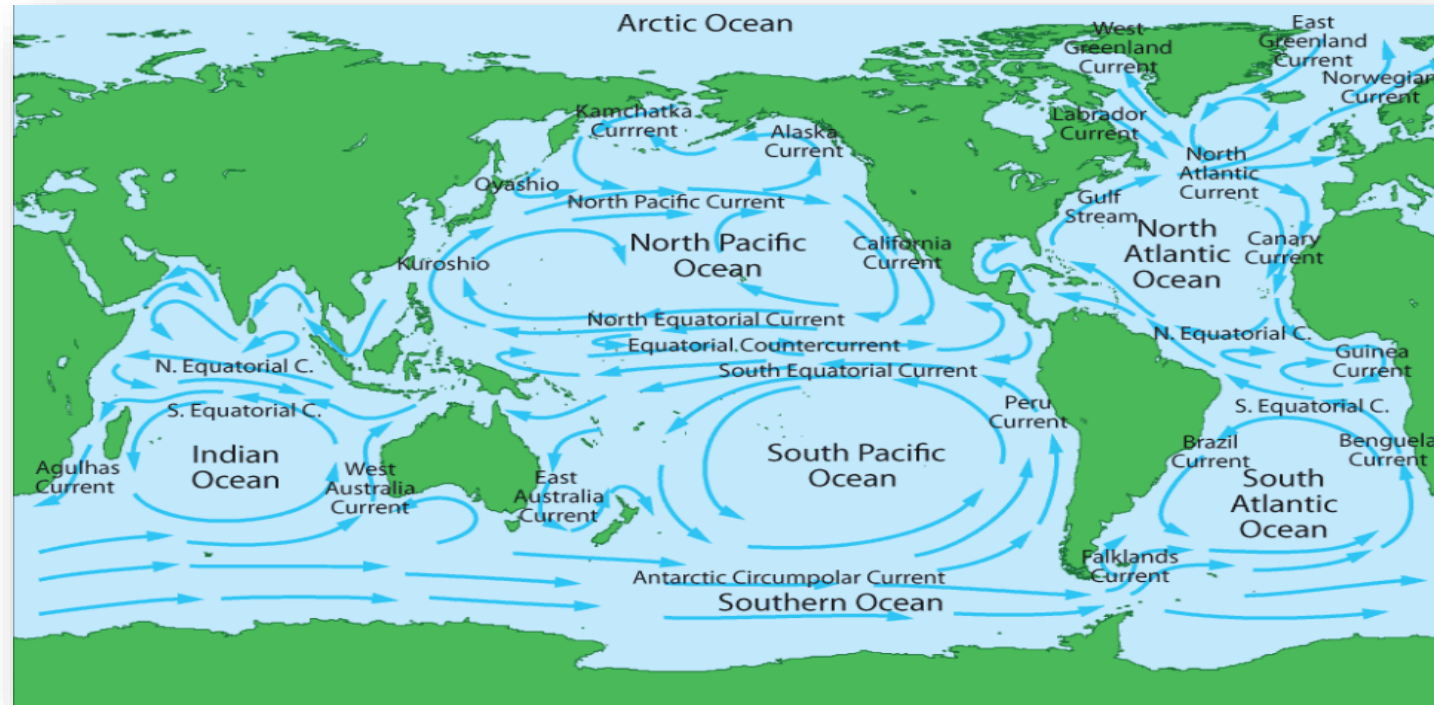 Arctic Ocean
West
Greenland
Current
East
Greenland
Current
Norwegian
Current
Kamchatka
Currrent
Alaska
Current
Labrador
Current
North
Atlantic
Current
Oyashio
North Pacific Current
Gulf
Stream
Kuroshio
North Pacific
Ocean
California
Current
North
Atlantic
Ocean
Canary
Current
North Equatorial Current
Equatorial.Countercurrent
South Equatorial Current
N. Equatorial C.
Guinea
Current
N. Equatorial C.
S. Equatorial C.
Peru
Current
S. Equatorial C.
Indian
Ocean
Agulhas
Current
West
Australia
Current
East
Australia
Current
South Pacific
Ocean
Brazil
Current
Benguela
Current
South
Atlantic
Ocean
Falklands
Current
Antarctic Circumpolar Current
Southern Ocean